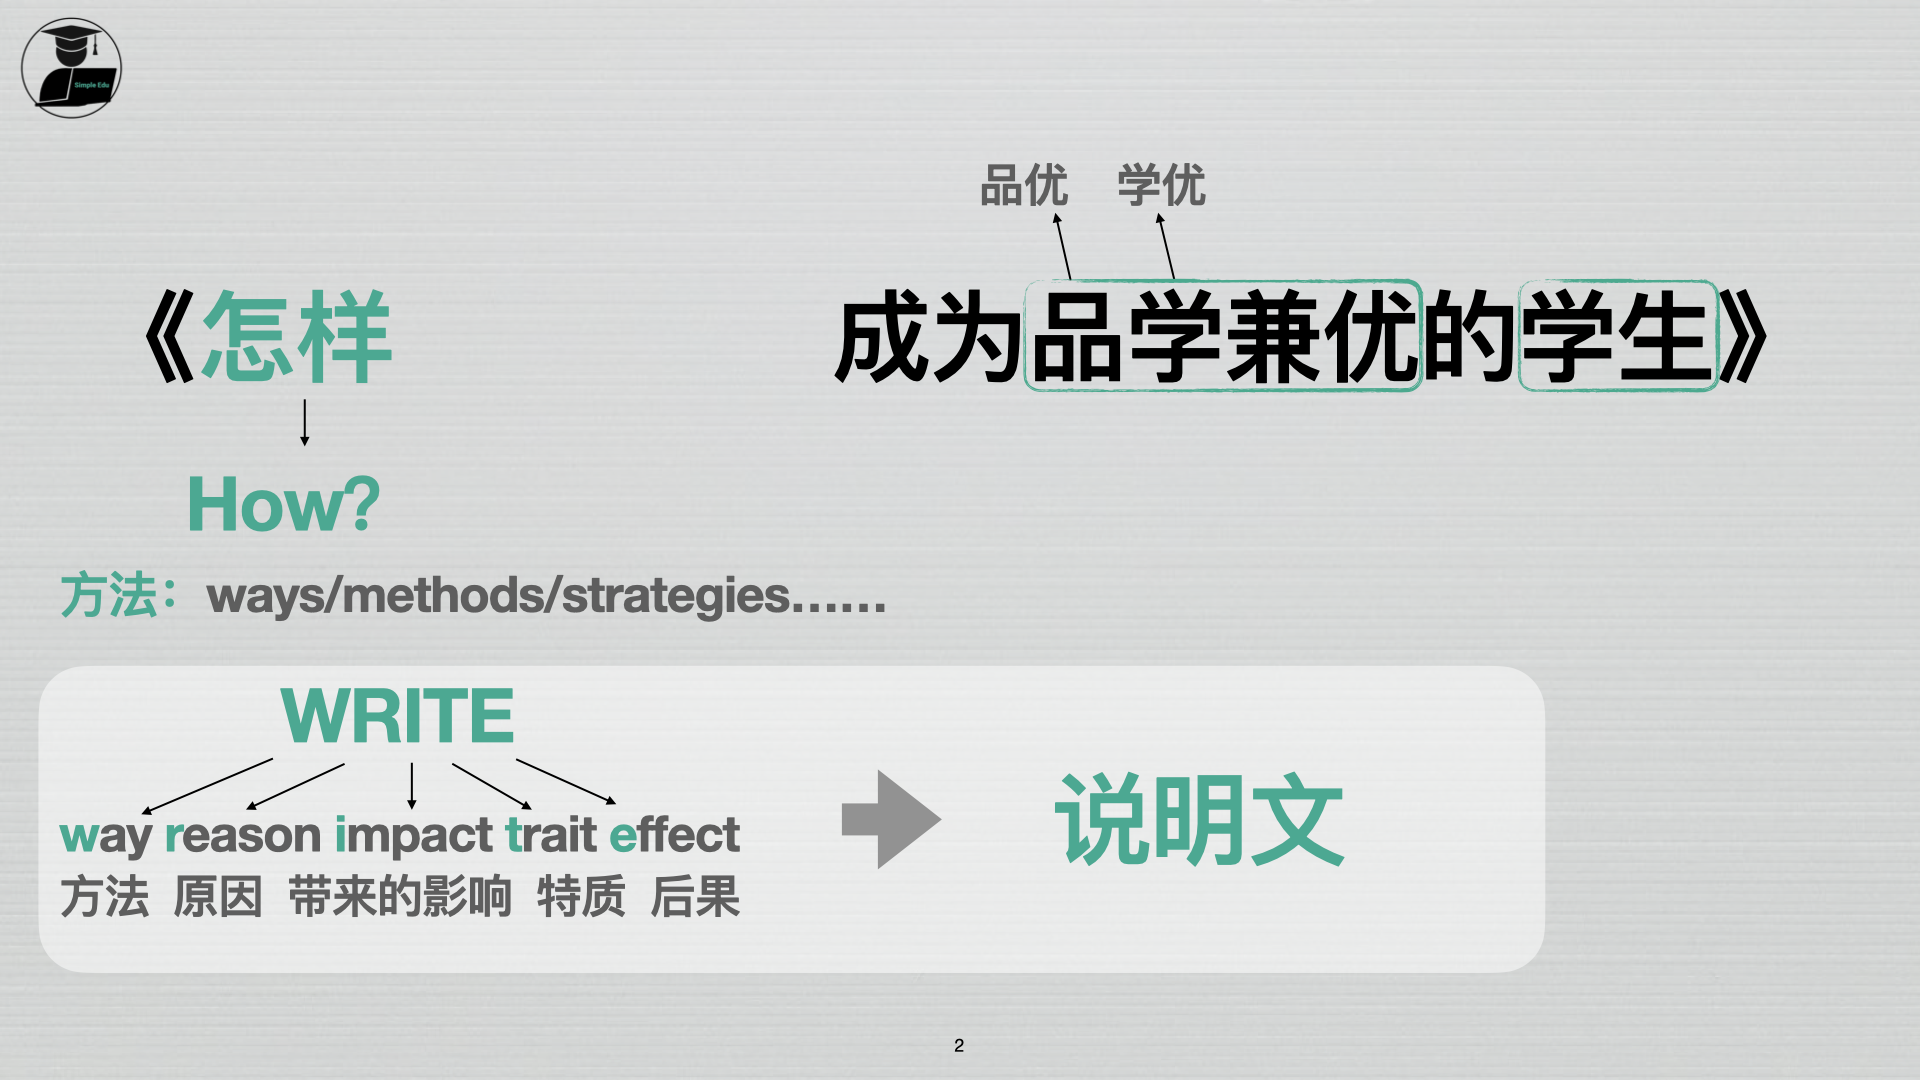 Simple Edu
品优 学优
《怎样 成为品学兼优的学生》
How?
方法：ways/methods/strategies……
WRITE
way reason impact trait effect
方法 原因 带来的影响 特质 后果
说明文
2